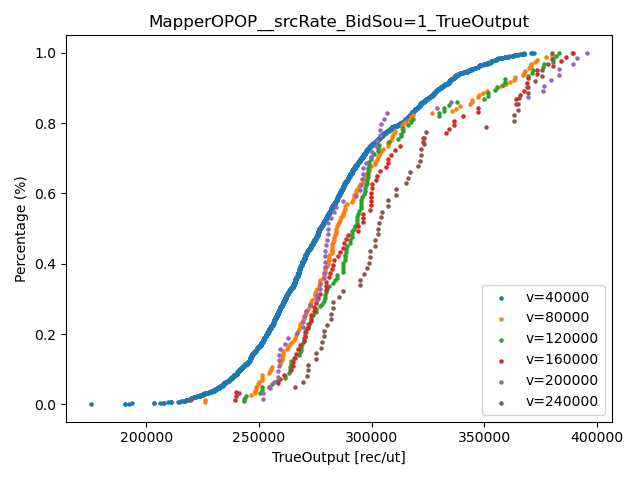 MapperOPOP__srcRate_BidSou=1_TrueOutput
Percentage (%)
1.0
0.8
0.6
0.4
0.2
0.0
v=40000
v=80000
v=120000
v=160000
v=200000
v=240000
200000 250000 300000 350000 400000
TrueOutput [rec/ut]